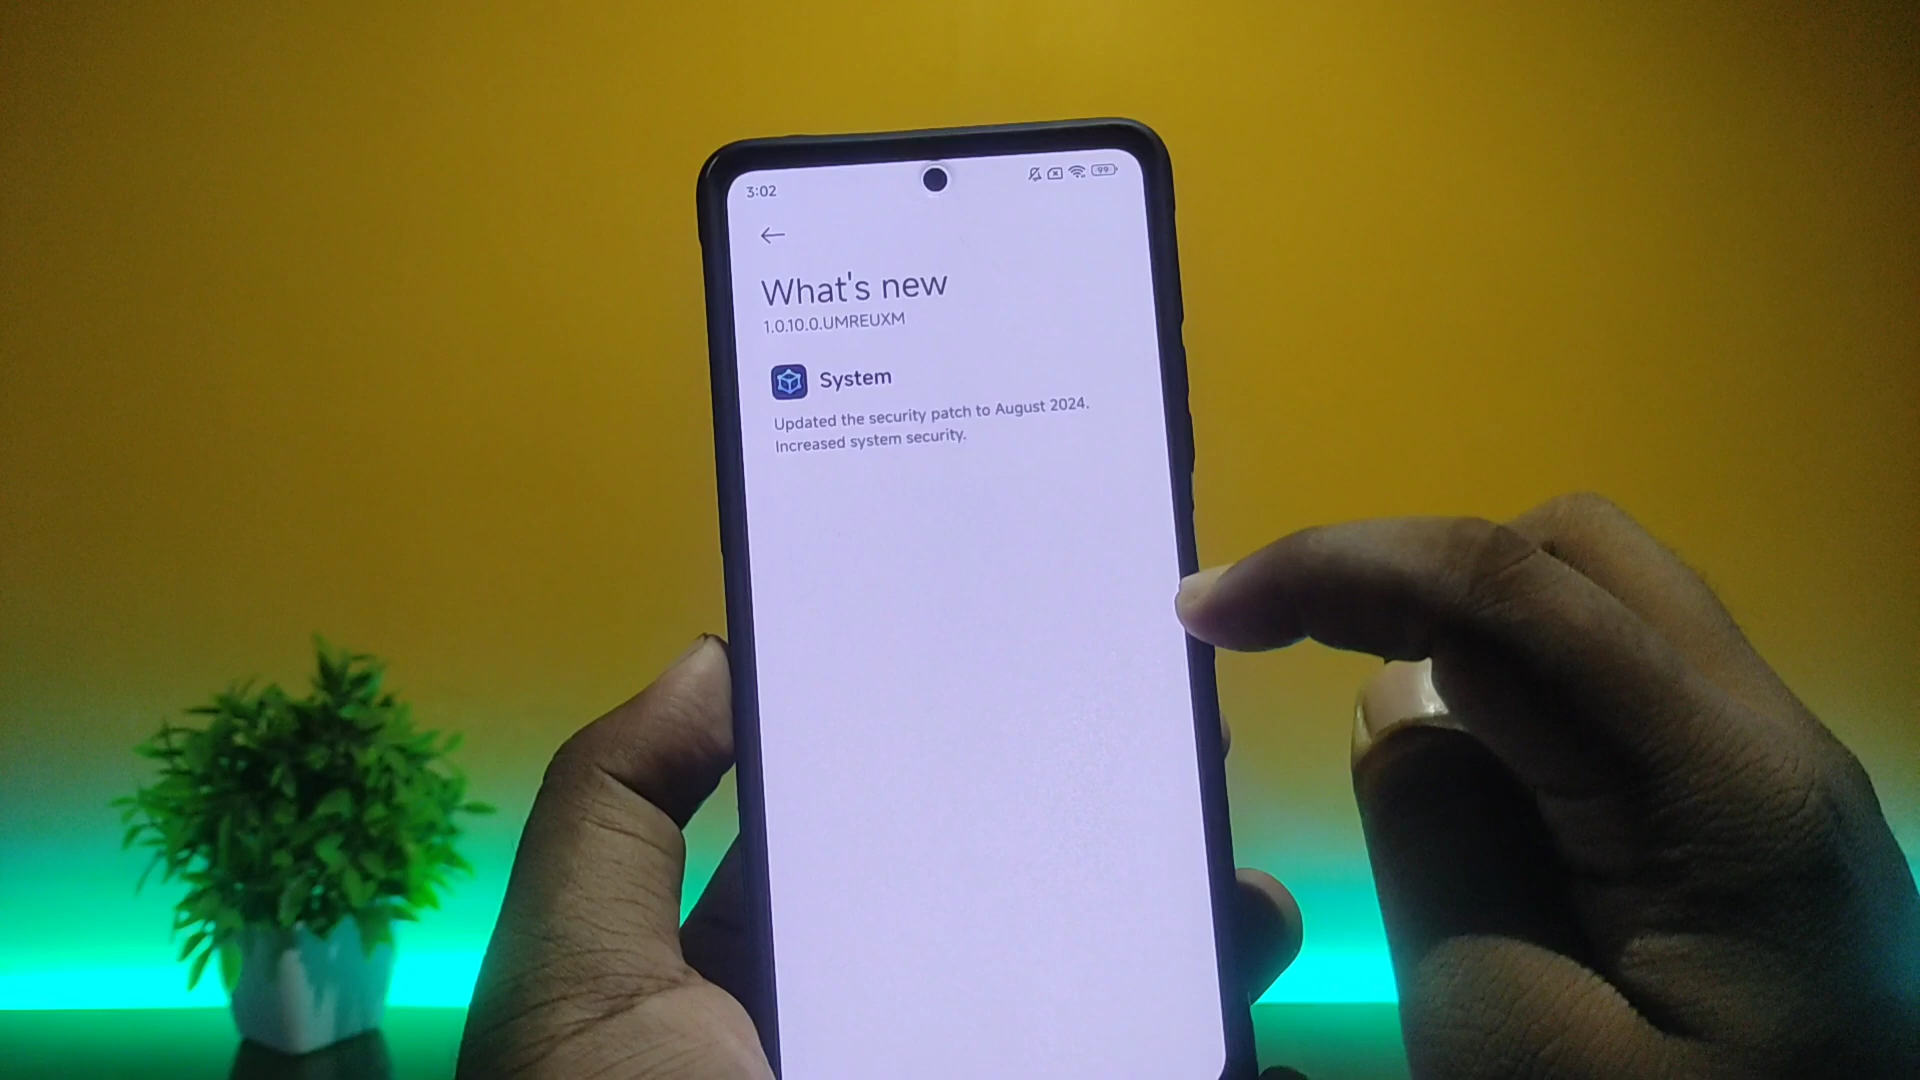 3:02
99
What's new
1.0.10.0.UMREUXM
System
Updated the security patch to August 2024.
Increased system security.